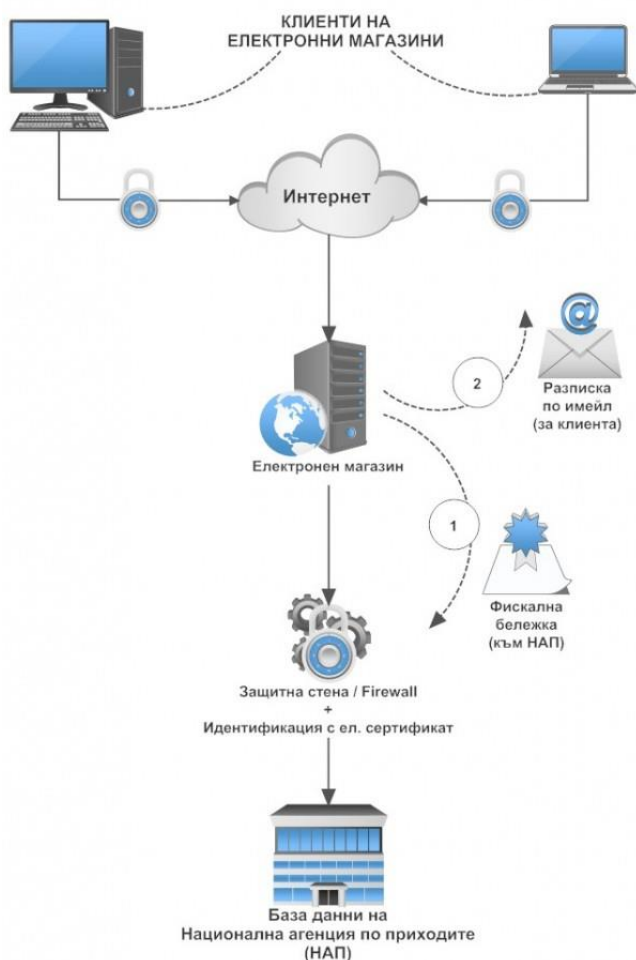 КЛИЕНТИ НА
ЕЛЕКТРОННИ МАГАЗИНИ
Интернет
@
2
Разписка
по имейл
(за клиента)
Електронен магазин
1
Фискална
бележка
(към НАП)
Защитна стена / Firewall
+
Идентификация с ел. сертификат
База данни на
Национална агенция по приходите
(НАП)